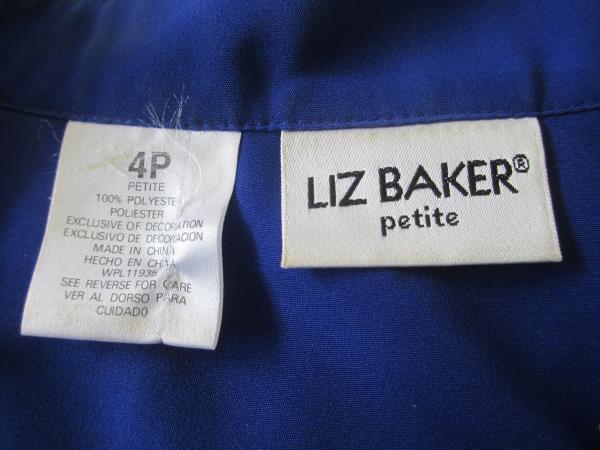 4P
PETITE
100% POLYESTER
POLIESTER
EXCLUSIVE OF DECORATION
EXCLUSIVO DE DECORACION
MADE IN CHINA
HECHO EN CHINA
WPL11935
SEE REVERSE FOR CARE
VER AL DORSO PARA
CUIDADO
LIZ BAKER®
petite